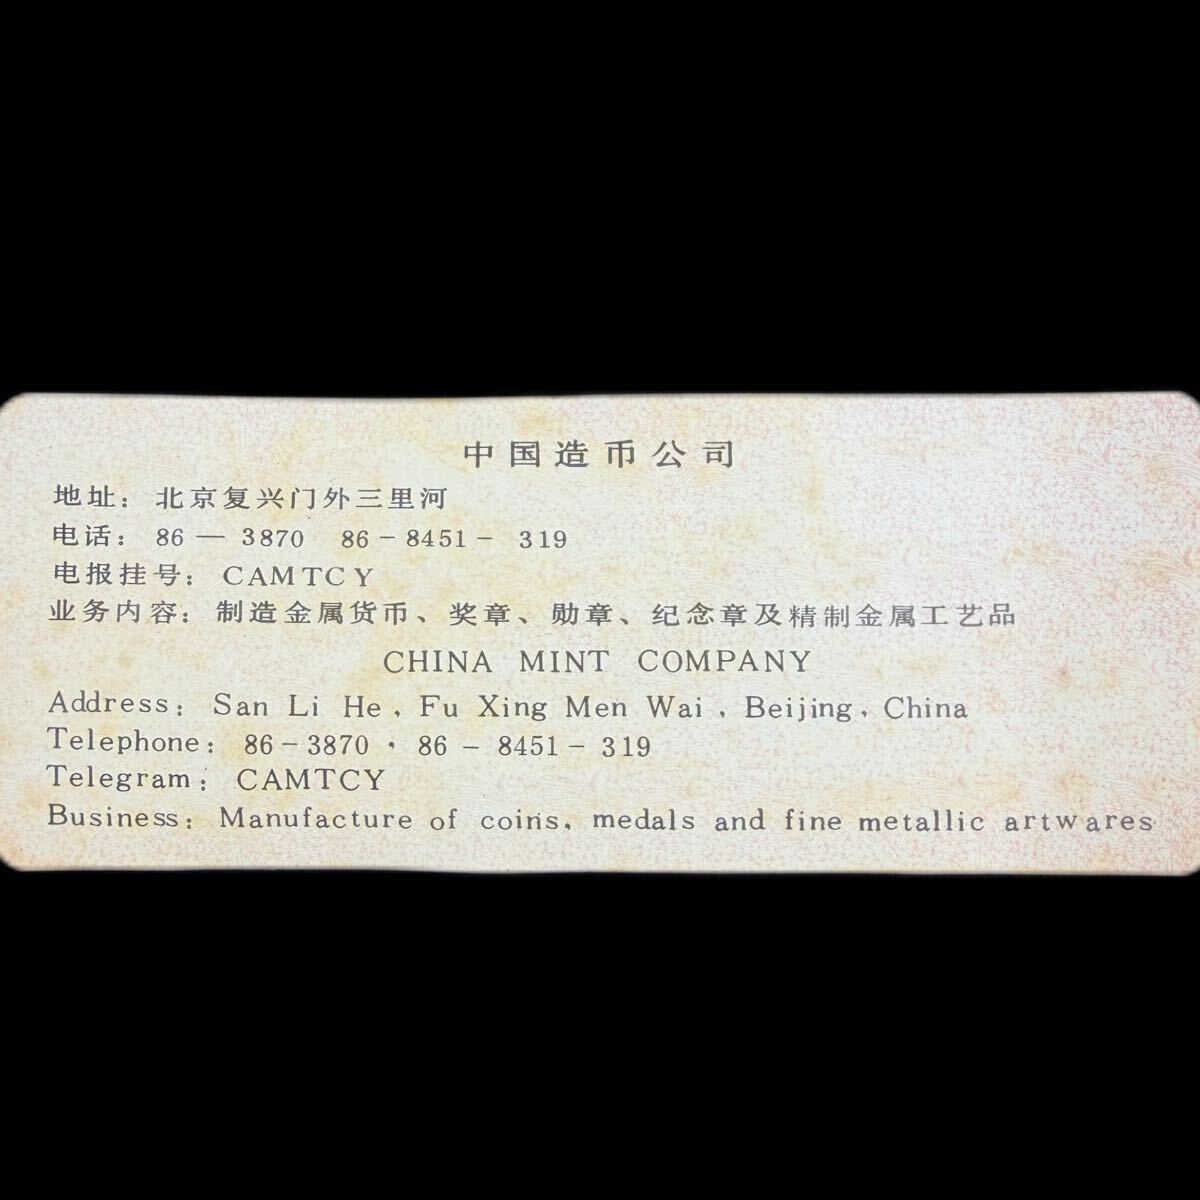 中国造币公司
地址：北京复兴门外三里河
电话：86—3870 86-8451-319
电报挂号：CAMTCY
业务内容：制造金属货币、奖章、勋章、纪念章及精制金属工艺品
CHINA MINT COMPANY
Address: San Li He, Fu Xing Men Wai, Beijing, China
Telephone: 86-3870, 86-8451-319
Telegram: CAMTCY
Business: Manufacture of coins, medals and fine metallic artwares